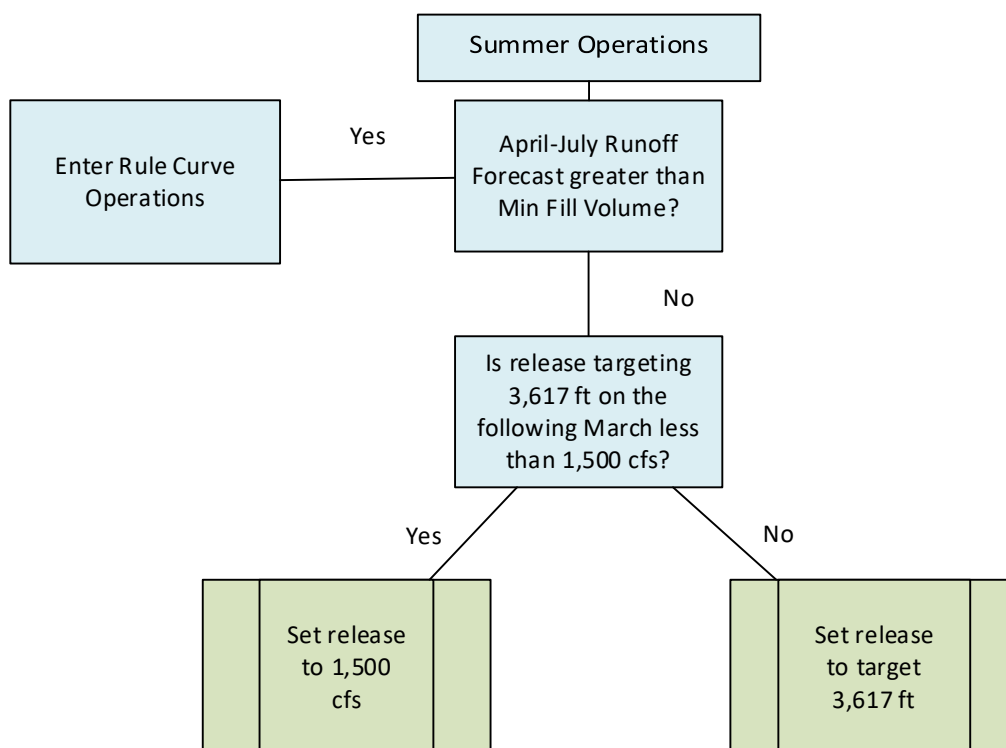 Summer Operations
Yes
Enter Rule Curve
Operations
April-July Runoff
Forecast greater than
Min Fill Volume?
No
Is release targeting
3,617 ft on the
following March less
than 1,500 cfs?
Yes
No
Set release
to 1,500
cfs
Set release
to target
3,617 ft